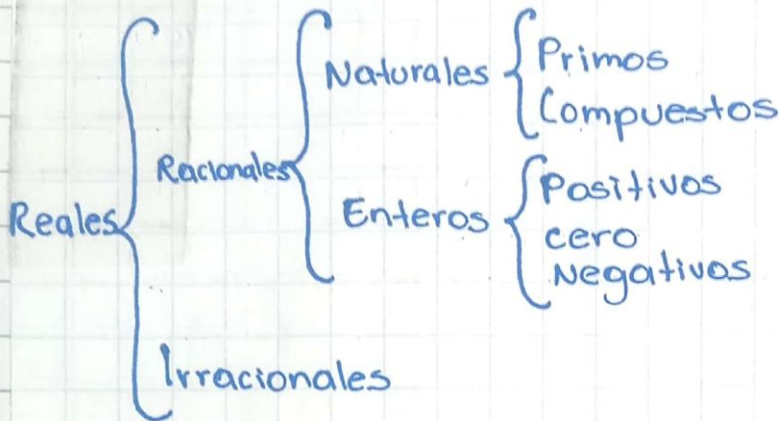 Naturales
Primos
Compuestos
Racionales
Reales
Enteros
Positivos
cero
Negativos
Irracionales